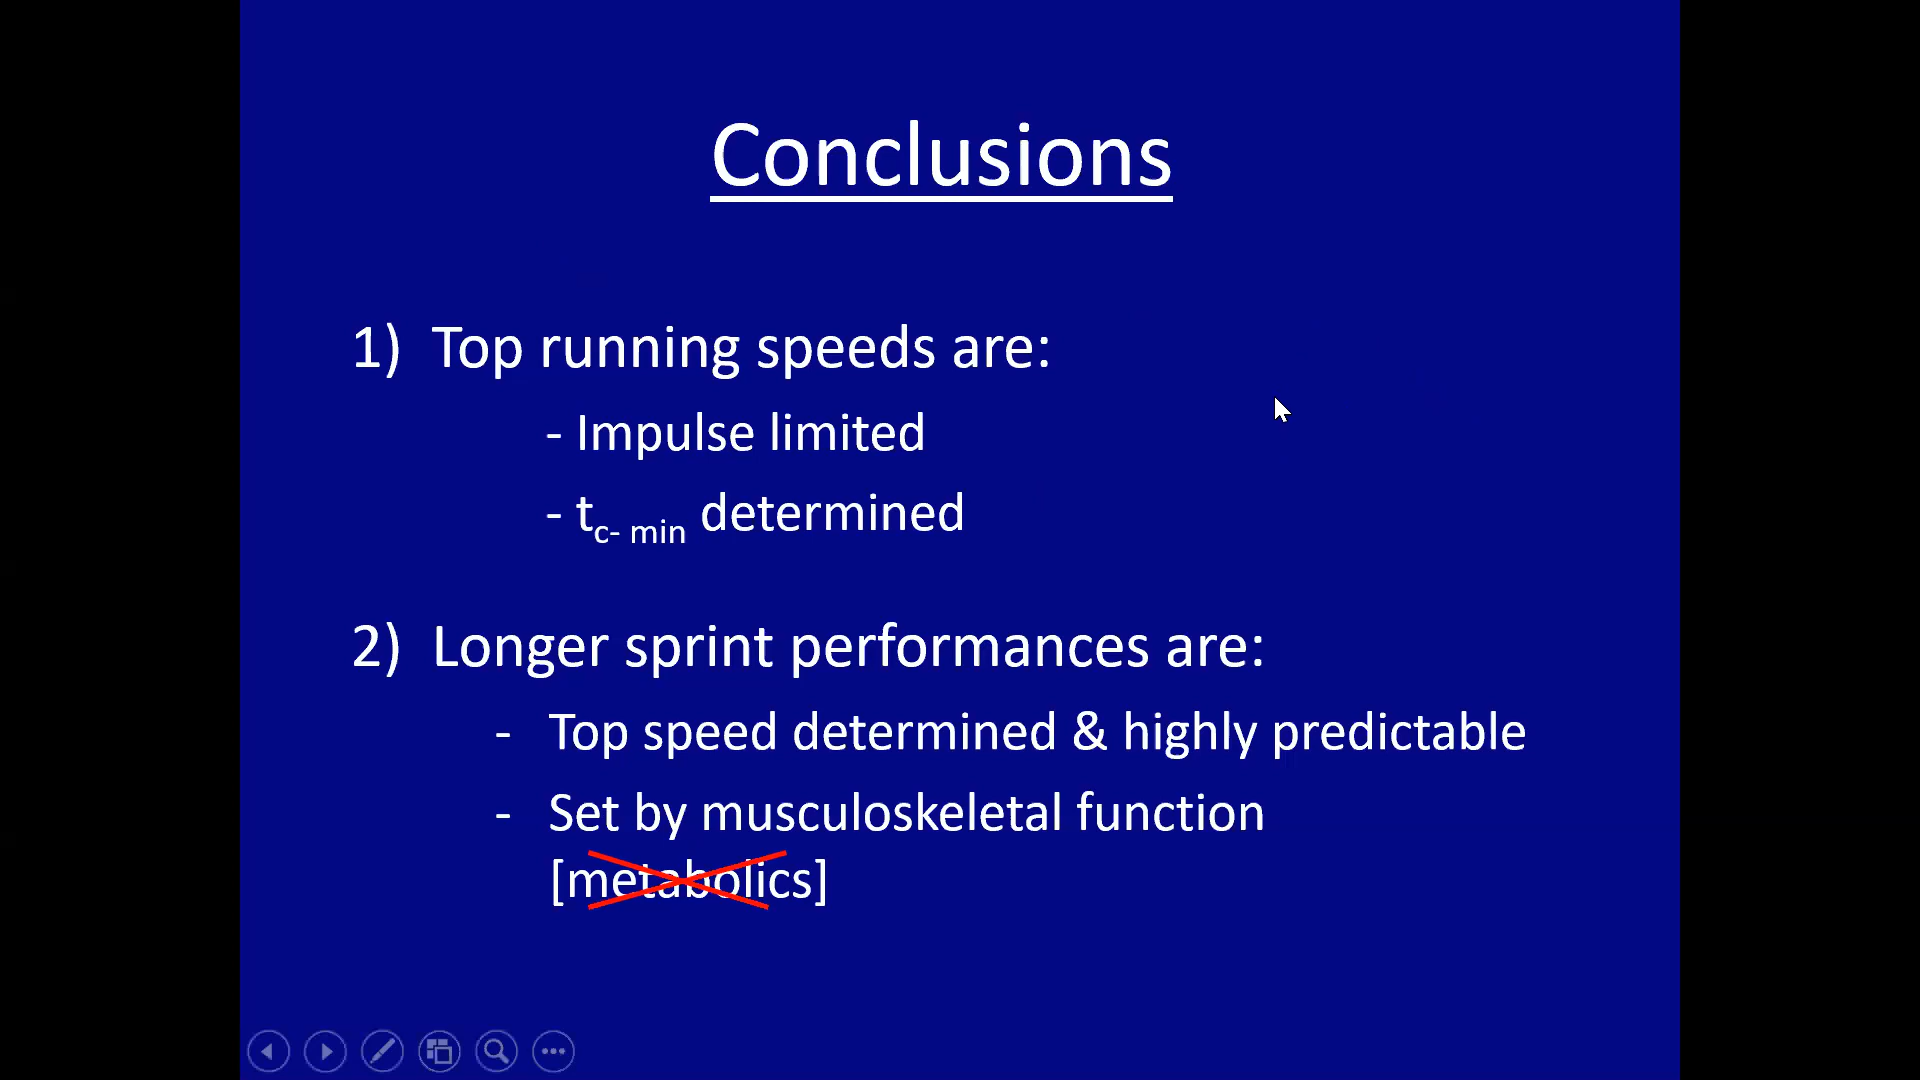 Conclusions
1) Top running speeds are:
- Impulse limited
- tc- min determined
2) Longer sprint performances are:
- Top speed determined & highly predictable
- Set by musculoskeletal function
[metabolics]